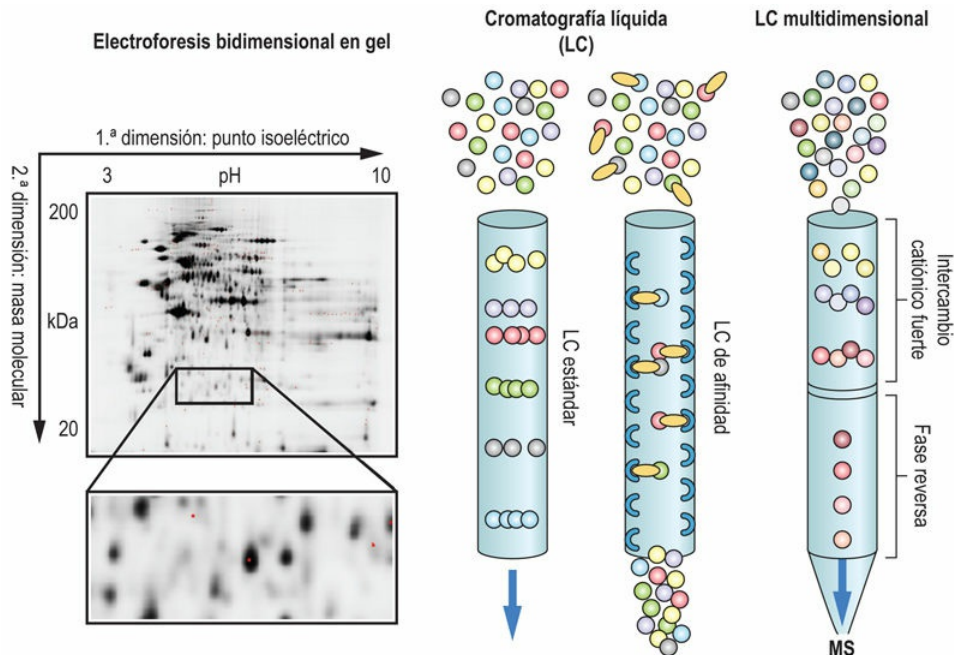 Electroforesis bidimensional en gel
1.ª dimensión: punto isoeléctrico
3 pH 10
2.ª dimensión: masa molecular
200
kDa
20
Cromatografía líquida
(LC)
LC estándar
LC de afinidad
LC multidimensional
Intercambio
catiónico fuerte
Fase reversa
MS